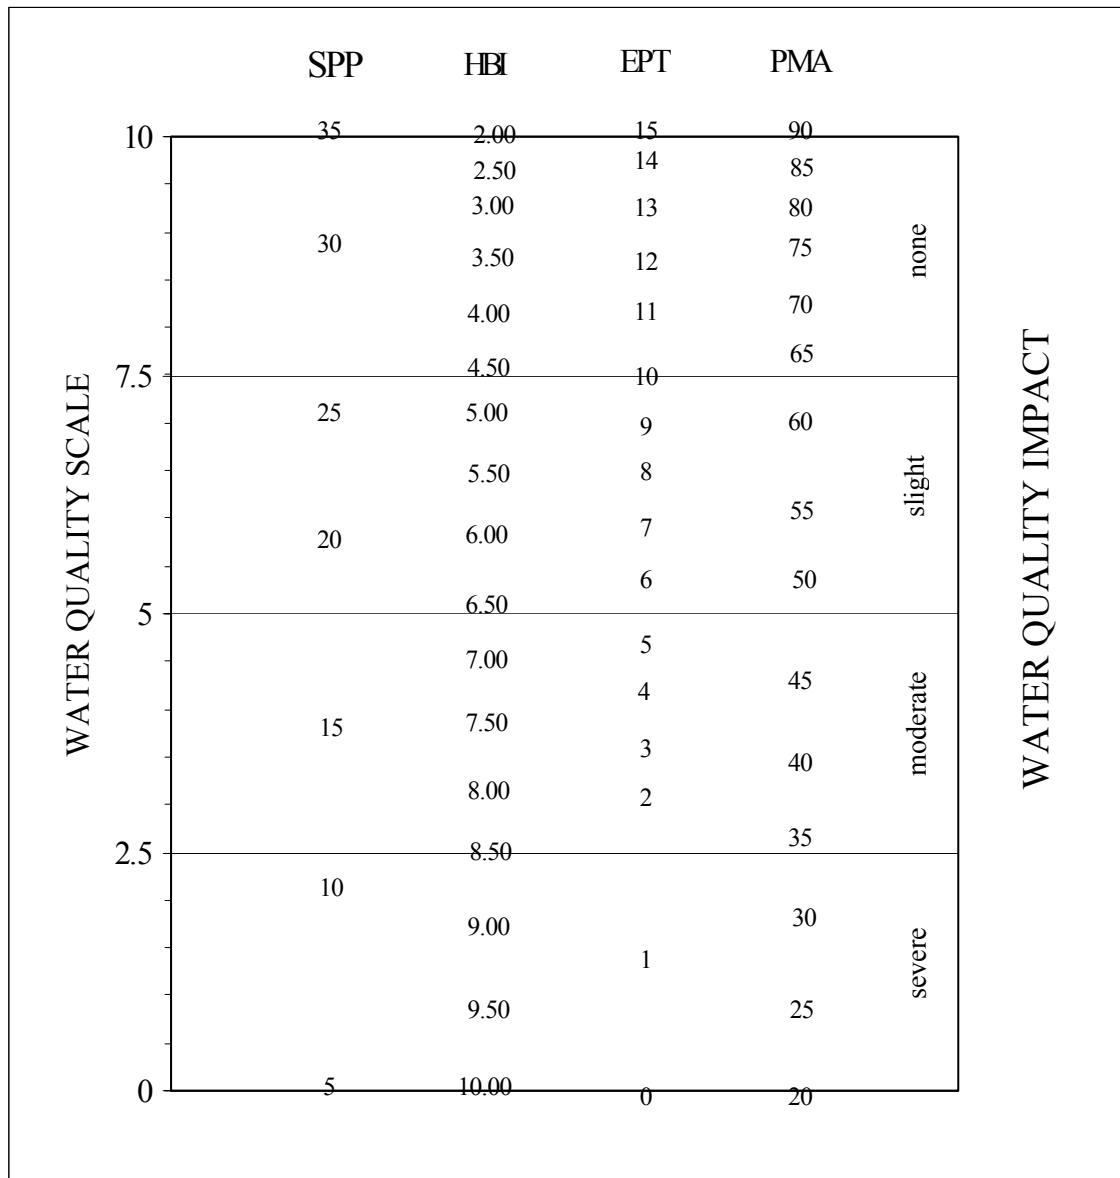 SPP HBI EPT PMA
10 35 2.00 15 90
2.50 14 85
3.00 13 80
30 3.50 12 75
none
4.00 11 70
4.50 65
7.5 10
25 5.00 9 60
5.50 8
slight
20 6.00 7 55
6 50
5 6.50
7.00 5 45
4
15 7.50 3 40
moderate
8.00 2
35
2.5 8.50
10
9.00 30
1
severe
9.50 25
0 5 10.00 0 20
WATER QUALITY SCALE
WATER QUALITY IMPACT